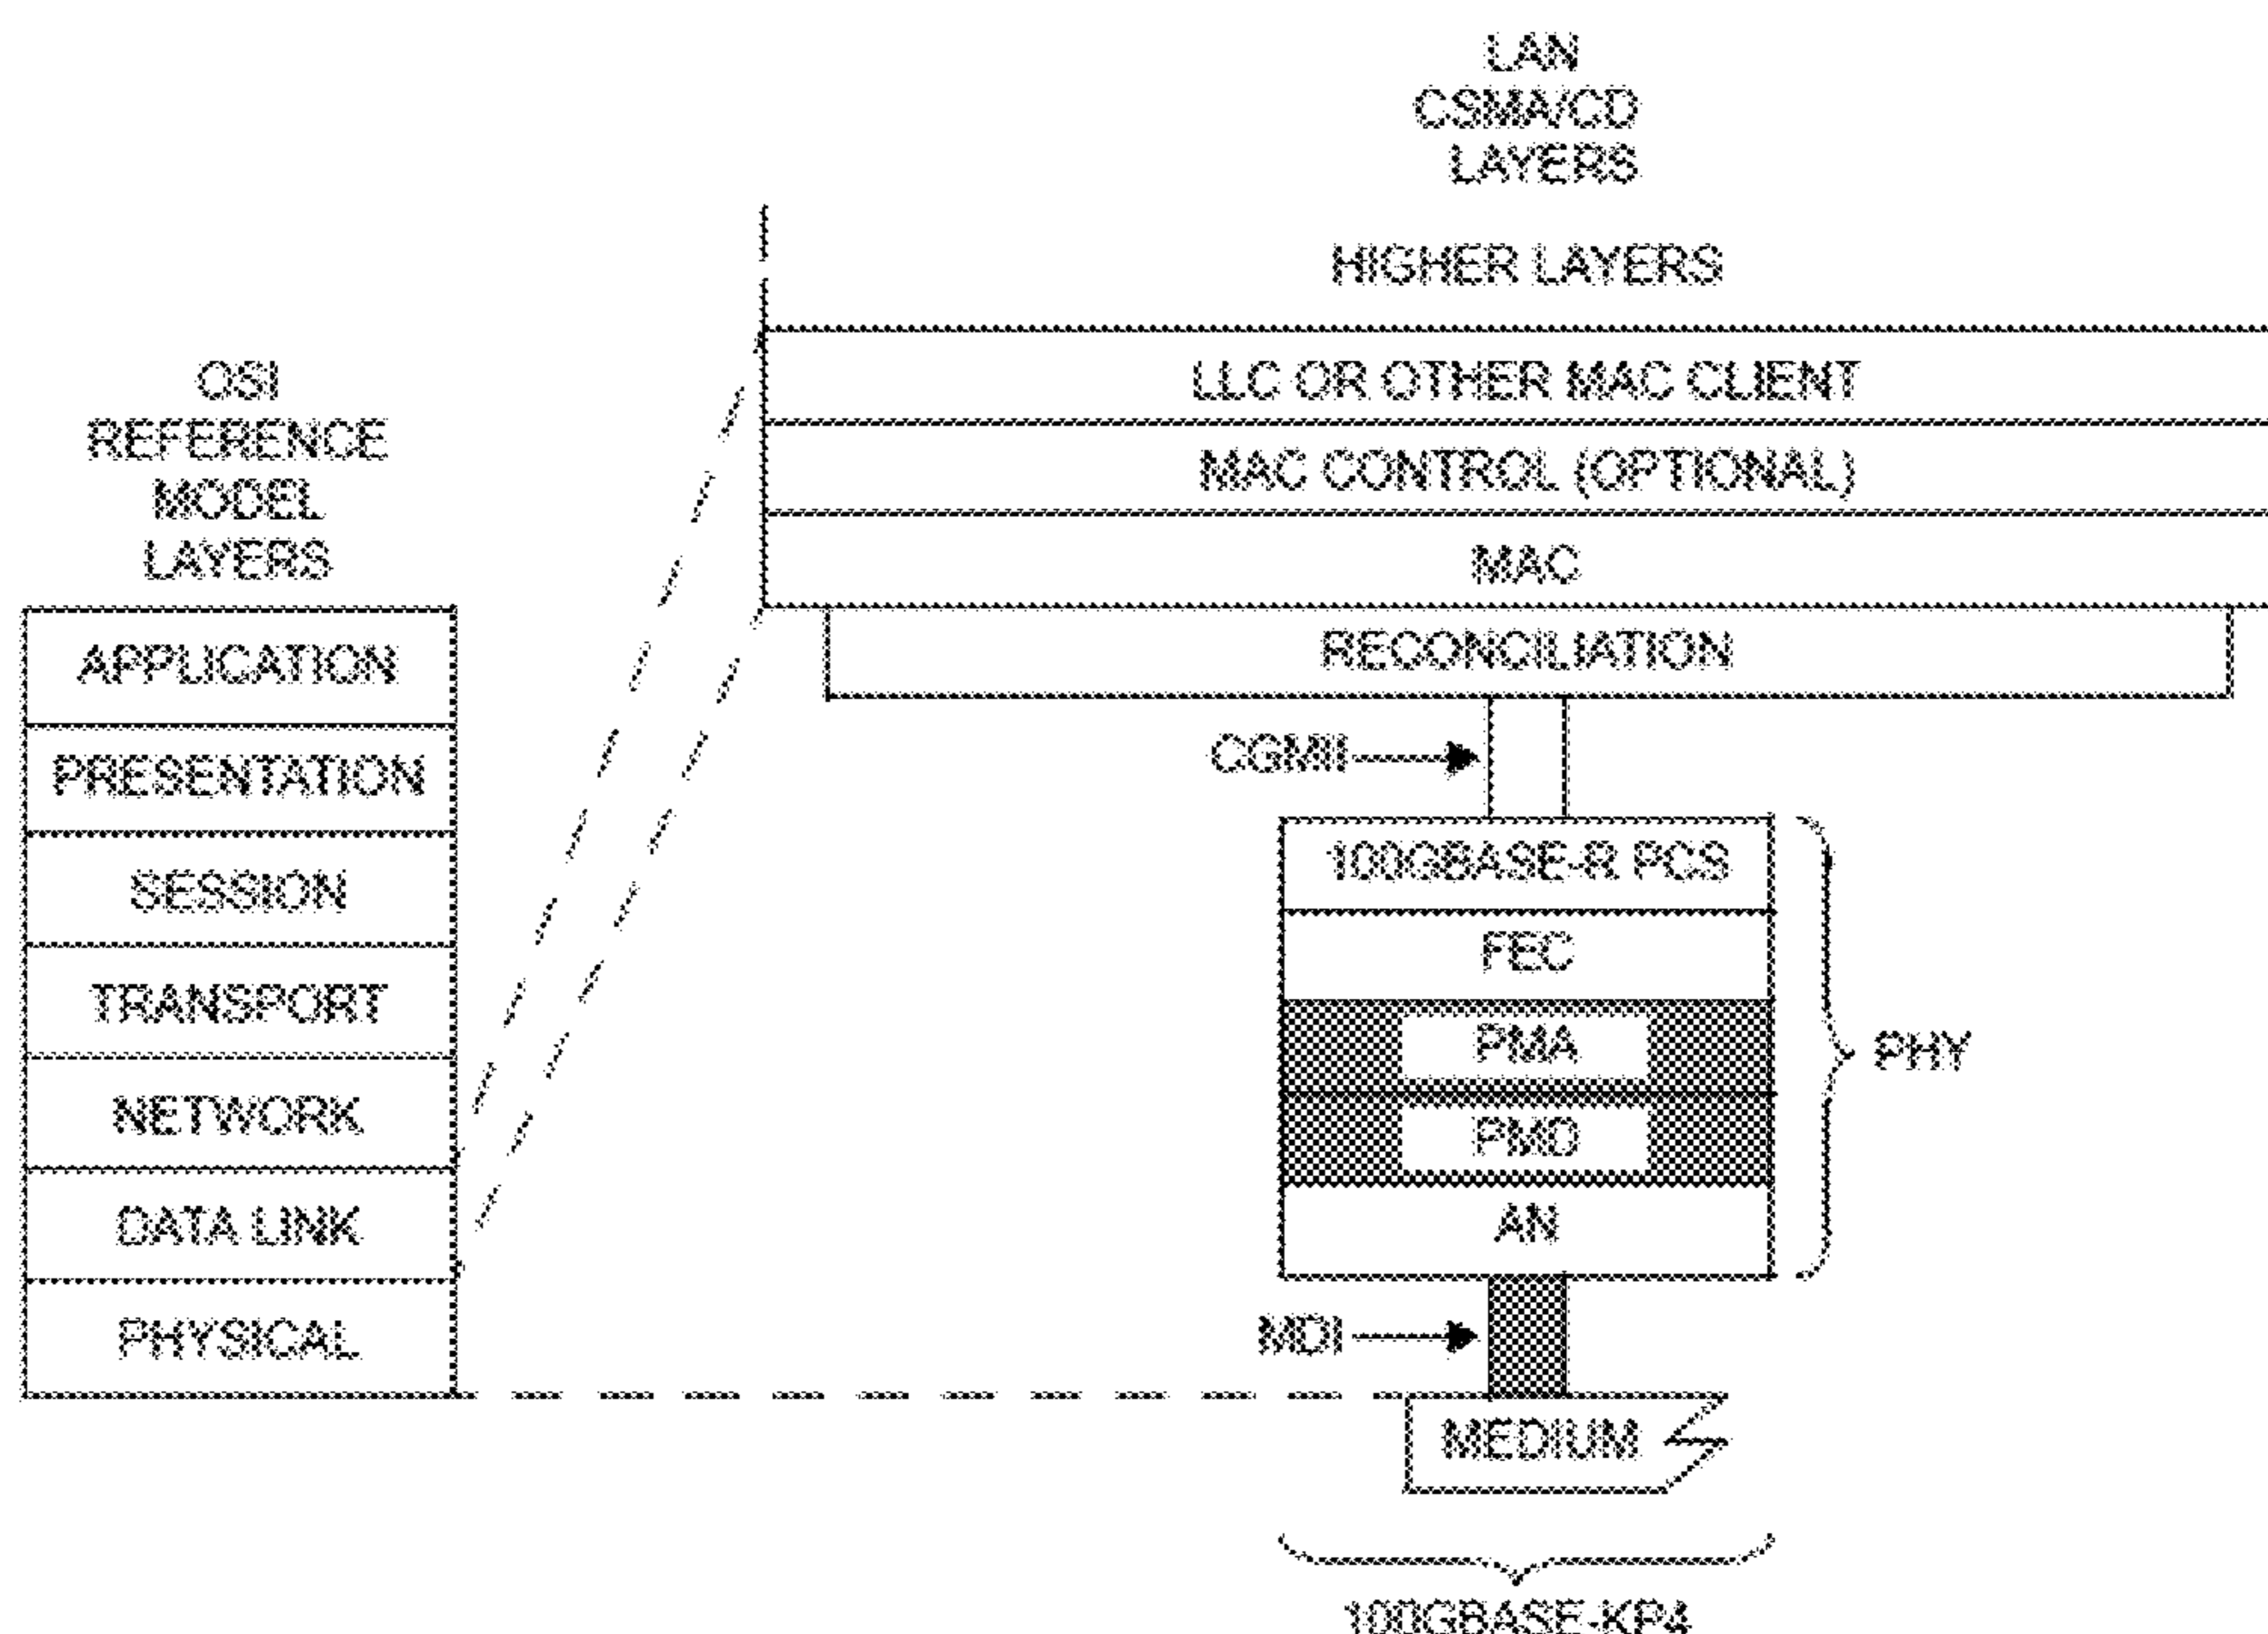 LAN
CSMA/CD
LAYERS
HIGHER LAYERS
LLC OR OTHER MAC CLIENT
MAC CONTROL (OPTIONAL)
MAC
RECONCILIATION
OSI
REFERENCE
MODEL
LAYERS
APPLICATION
PRESENTATION
SESSION
TRANSPORT
NETWORK
DATA LINK
PHYSICAL
CGMII
100GBASE-R PCS
FEC
PMA
PMD
AN
PHY
MDI
MEDIUM
100GBASE-KP4